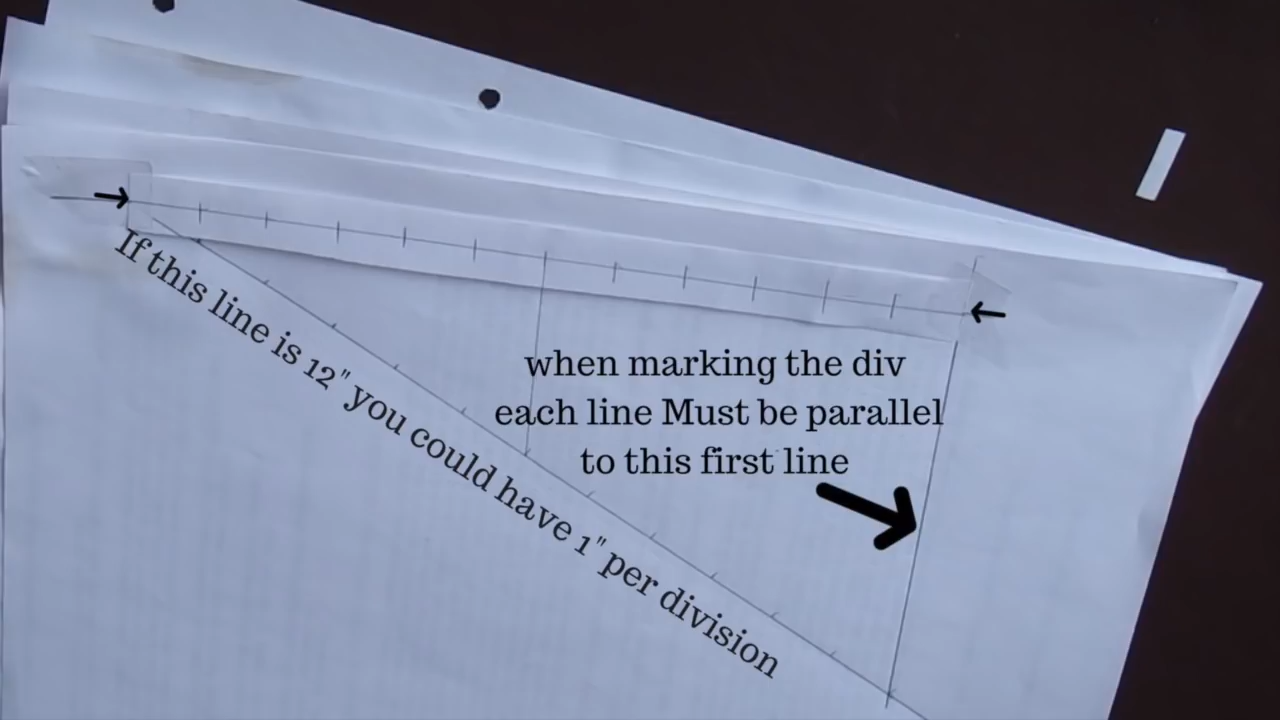 If this line is 12" you could have 1" per division
when marking the div
each line Must be parallel
to this first line